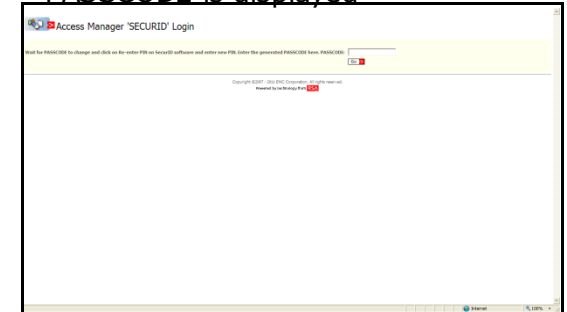 PASSCODE is displayed
Access Manager 'SECURID' Login
Wait for PASSCODE to change and click on Re-enter PIN on SecurID software and enter new PIN. Enter the generated PASSCODE here. PASSCODE:
Go
Copyright ©2007 - 2011 EMC Corporation. All rights reserved.
Powered by technology from RSA
Internet 100%